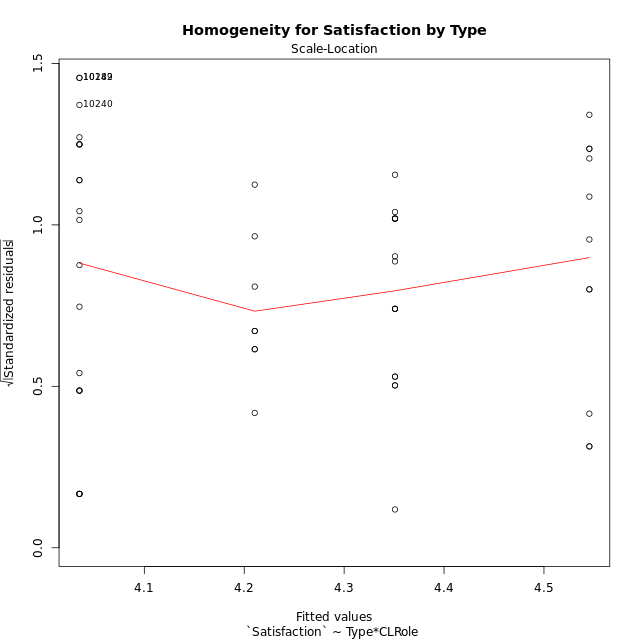 Homogeneity for Satisfaction by Type
Scale-Location
1.5
1.0
0.5
0.0
√|Standardized residuals|
10240
4.1 4.2 4.3 4.4 4.5
Fitted values
`Satisfaction` ~ Type*CLRole